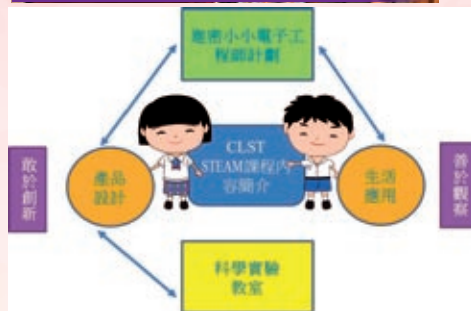 進密小小電子工
程師計劃
CLST
STEAM課程內
容簡介
敢於創新
產品
設計
生活
應用
善於觀察
科學實驗
教室